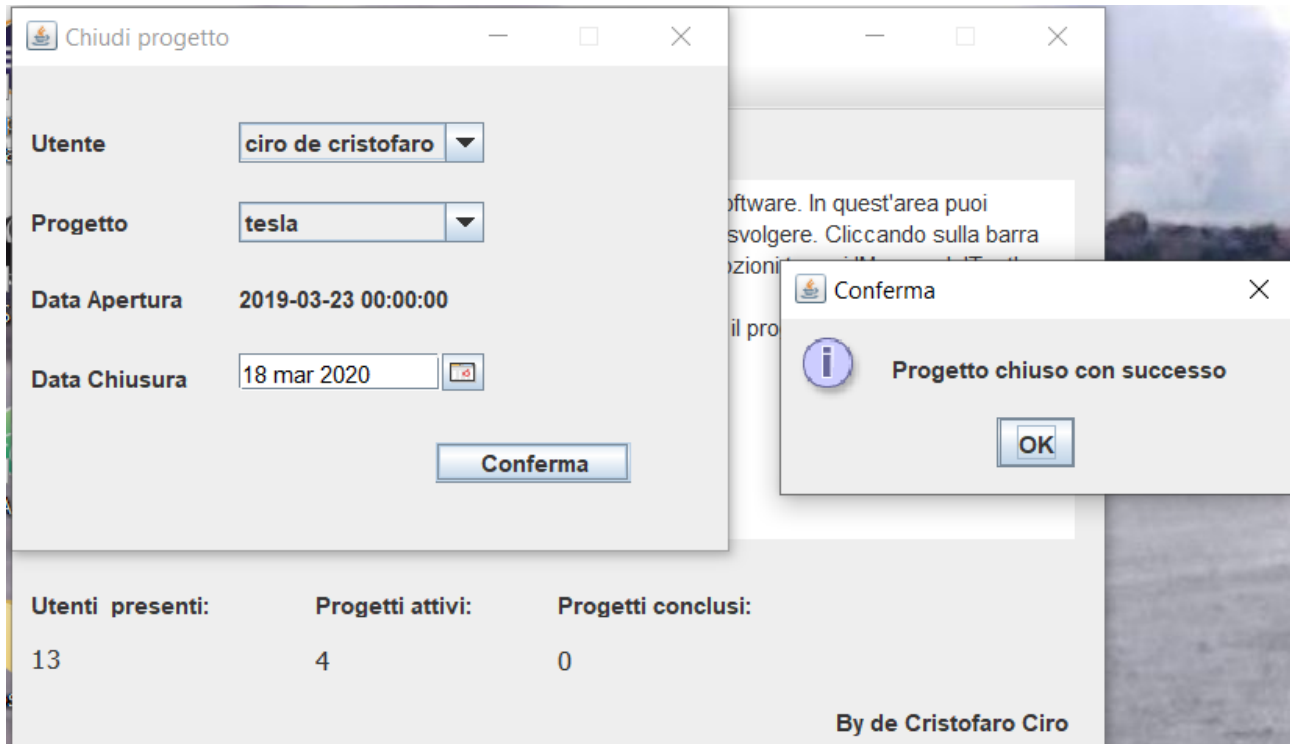 Chiudi progetto
Utente
ciro de cristofaro
Progetto
tesla
Data Apertura
2019-03-23 00:00:00
Data Chiusura
18 mar 2020
Conferma
oftware. In quest'area puoi
svolgere. Cliccando sulla barra
il pro
Conferma
Progetto chiuso con successo
OK
Utenti presenti:
Progetti attivi:
Progetti conclusi:
13
4
0
By de Cristofaro Ciro